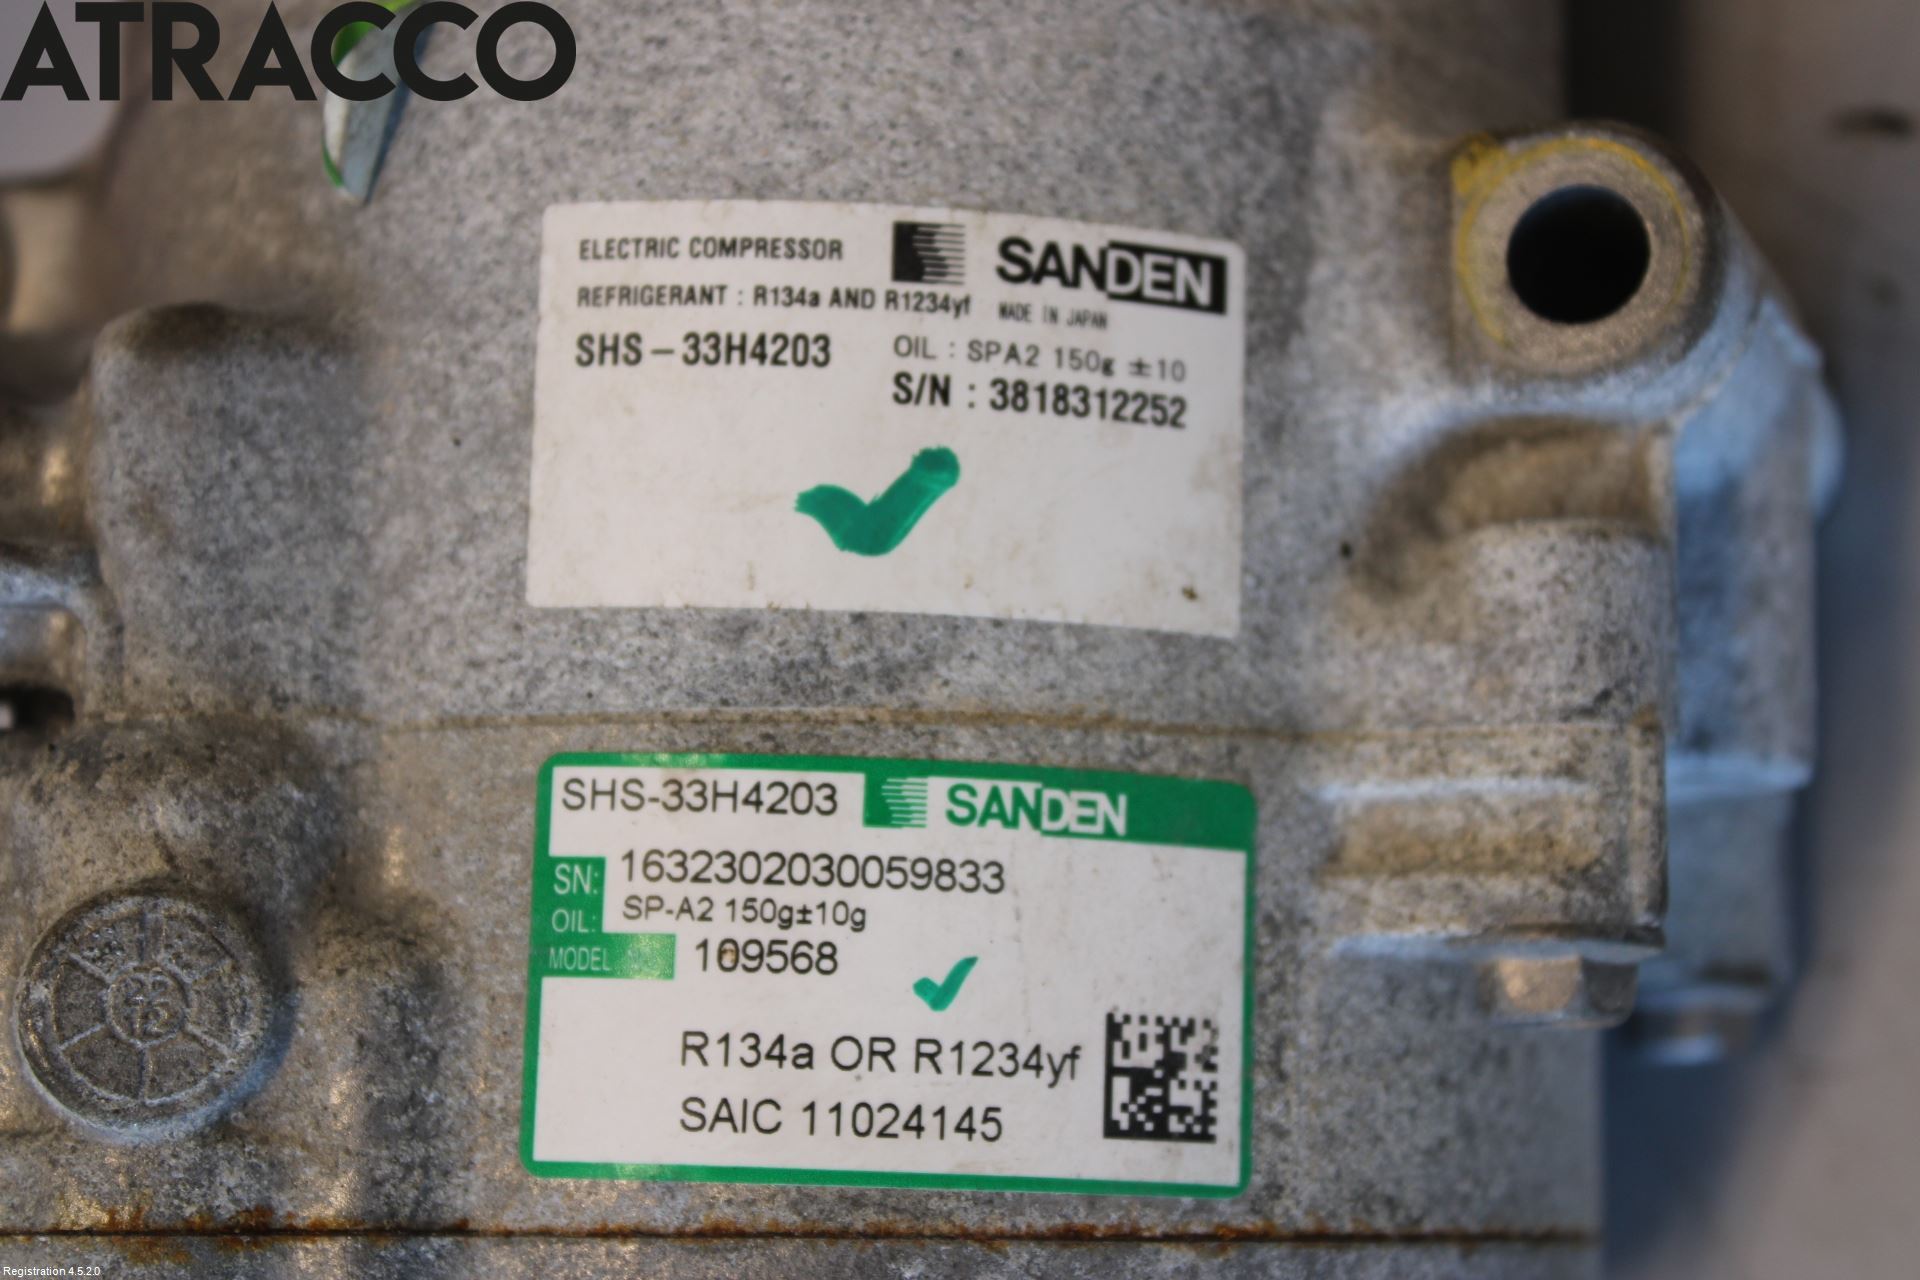 ATRACCO
ELECTRIC COMPRESSOR
SANDEN
REFRIGERANT : R134a AND R1234yf
MADE IN JAPAN
SHS-33H4203
OIL : SPA2 150g ±10
S/N : 3818312252
SHS-33H4203
SANDEN
SN: 1632302030059833
OIL: SP-A2 150g±10g
MODEL 109568
R134a OR R1234yf
SAIC 11024145
Registration 4.5.2.0